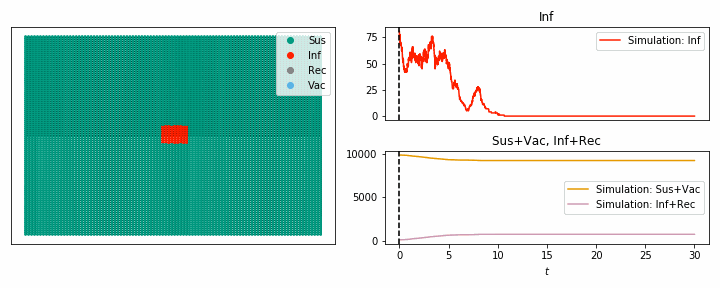 Sus
Inf
Rec
Vac
Inf
Simulation: Inf
75
50
25
0
Sus+Vac, Inf+Rec
10000
5000
0
Simulation: Sus+Vac
Simulation: Inf+Rec
0 5 10 15 20 25 30
t